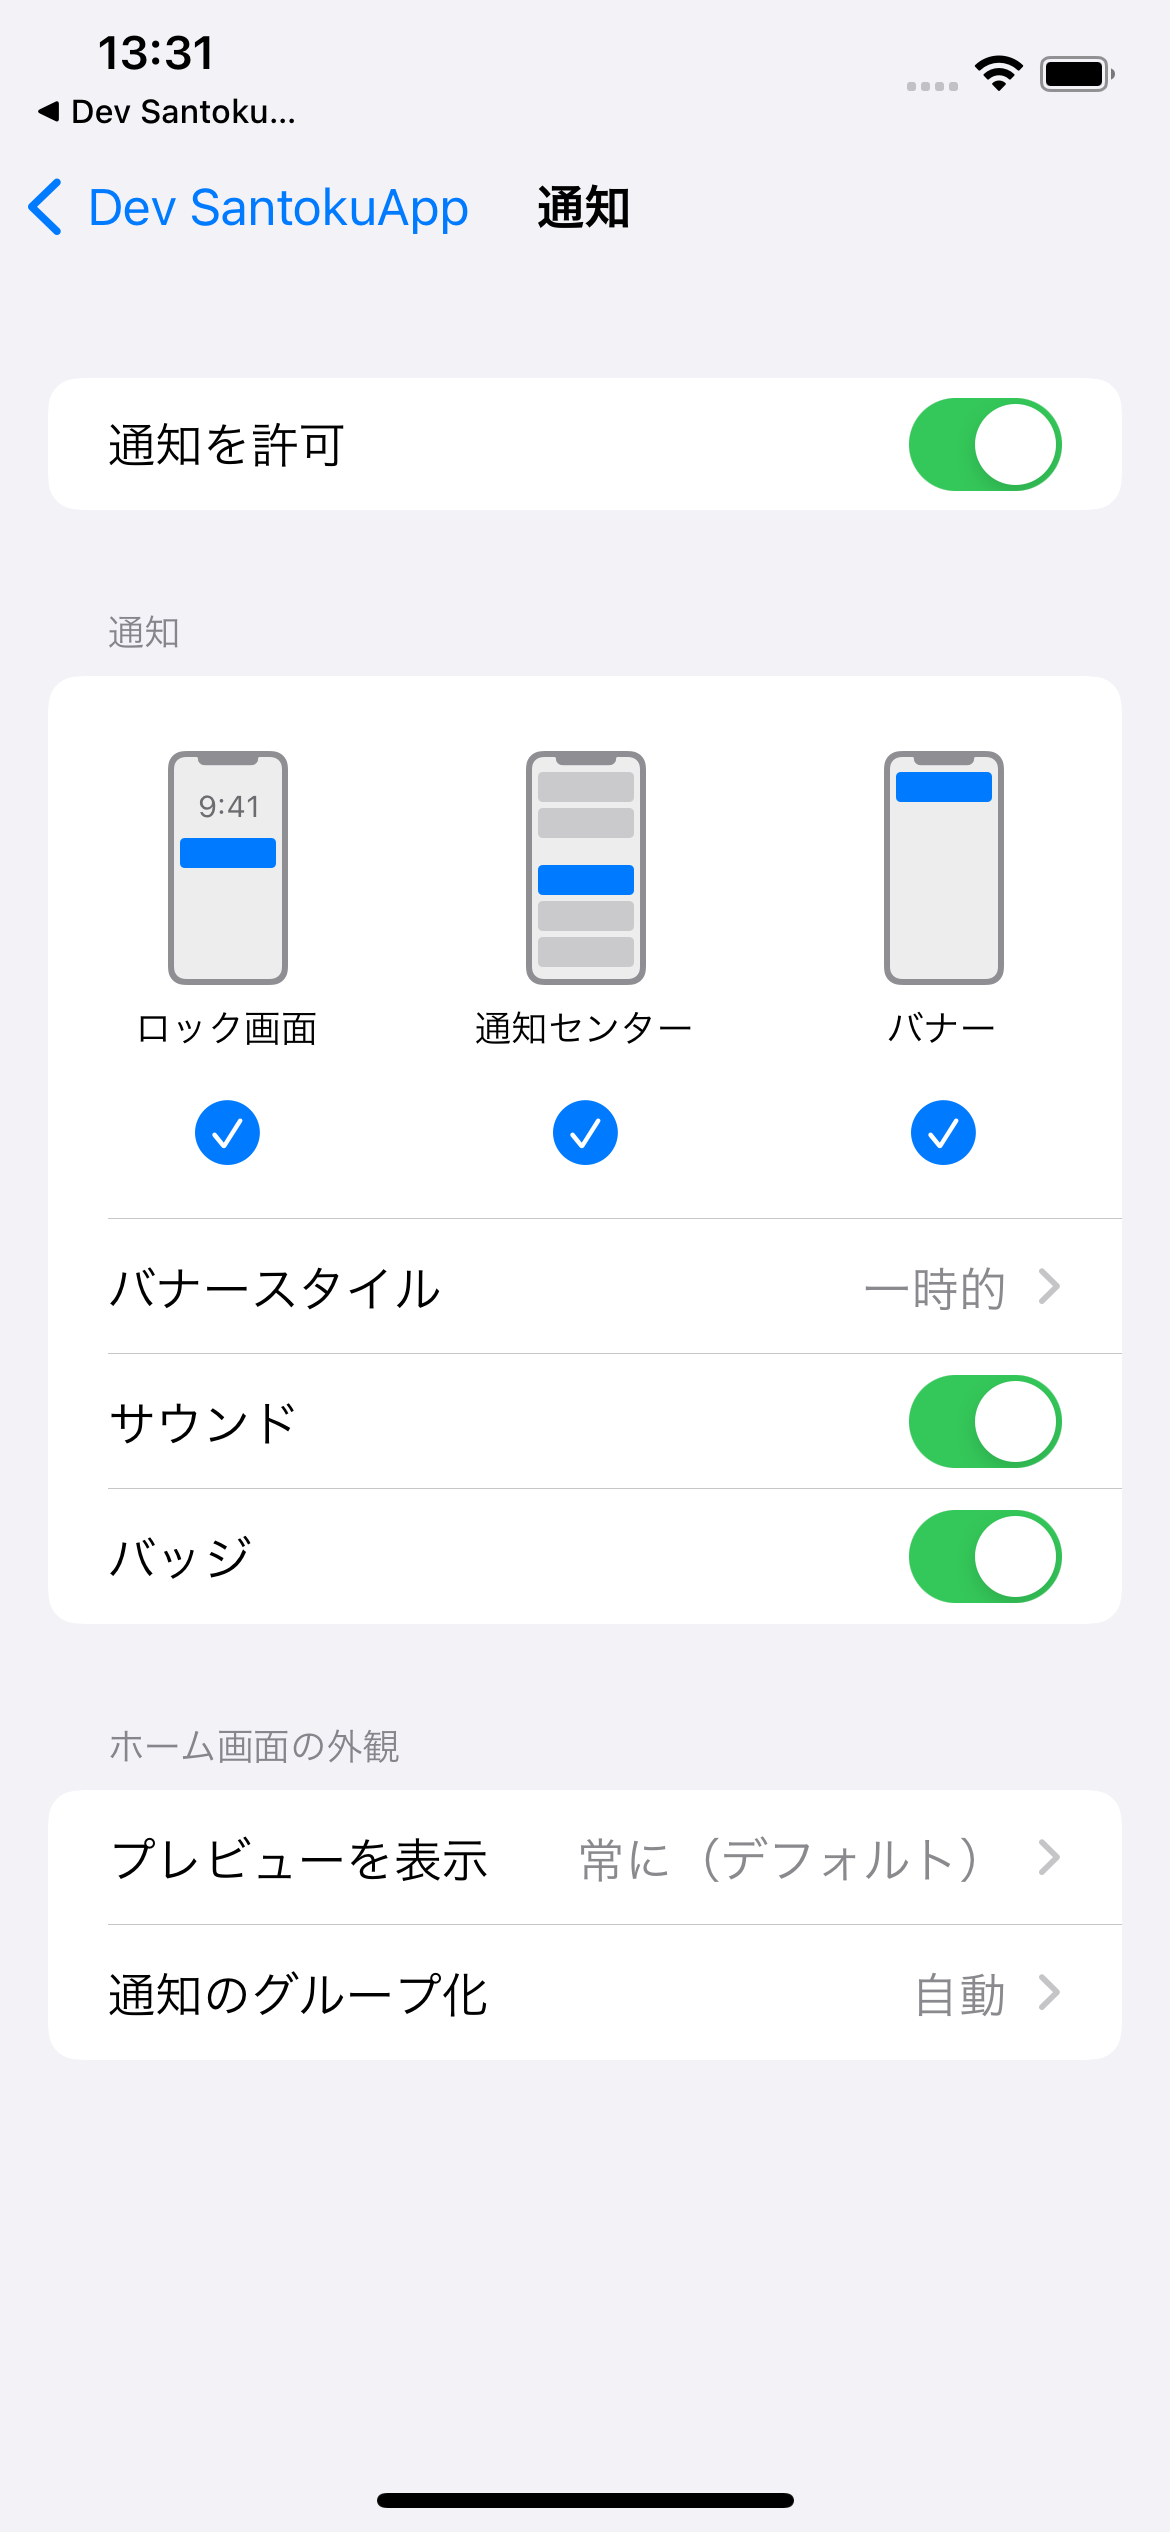 13:31
◀ Dev Santoku...
Dev SantokuApp 通知
通知を許可
通知
9:41
ロック画面 通知センター バナー
バナースタイル 一時的
サウンド
バッジ
ホーム画面の外観
プレビューを表示 常に（デフォルト）
通知のグループ化 自動